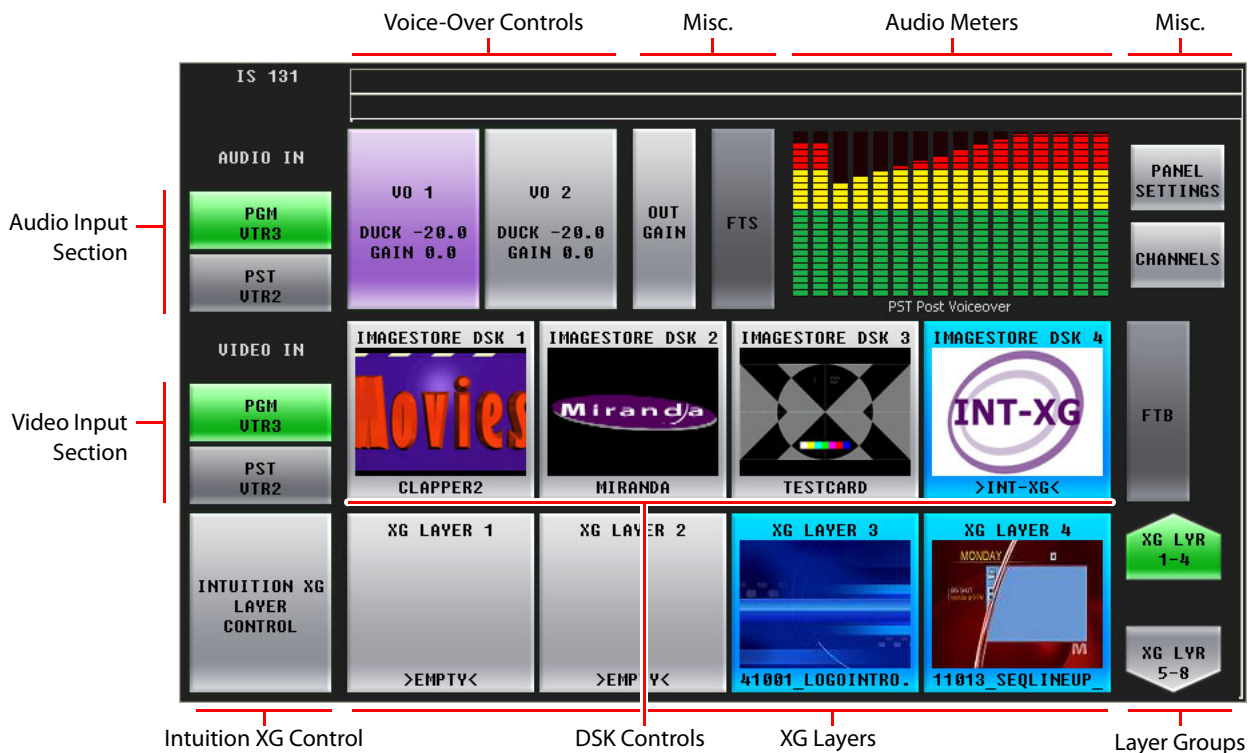 Voice-Over Controls
Misc.
Audio Meters
Misc.
IS 131
AUDIO IN
Audio Input
Section
PGM
VTR3
PST
VTR2
VO 1
DUCK -20.0
GAIN 0.0
VO 2
DUCK -20.0
GAIN 0.0
OUT
GAIN
FTS
PST Post Voiceover
PANEL
SETTINGS
CHANNELS
VIDEO IN
Video Input
Section
PGM
VTR3
PST
VTR2
IMAGESTORE DSK 1
Movies
CLAPPER2
IMAGESTORE DSK 2
Miranda
MIRANDA
IMAGESTORE DSK 3
TESTCARD
IMAGESTORE DSK 4
INT-XG
>INT-XG<
FTB
INTUITION XG
LAYER
CONTROL
XG LAYER 1
>EMPTY<
XG LAYER 2
>EMP Y<
XG LAYER 3
41001_LOGOINTRO.
XG LAYER 4
MONDAY
M
11013_SEQLINEUP_
XG LYR
1-4
XG LYR
5-8
Intuition XG Control
DSK Controls
XG Layers
Layer Groups